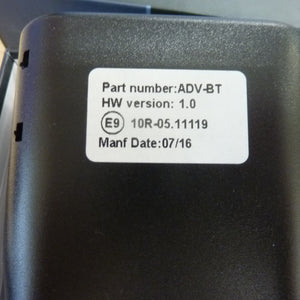 Part number:ADV-BT
HW version: 1.0
E9 10R-05.11119
Manf Date:07/16